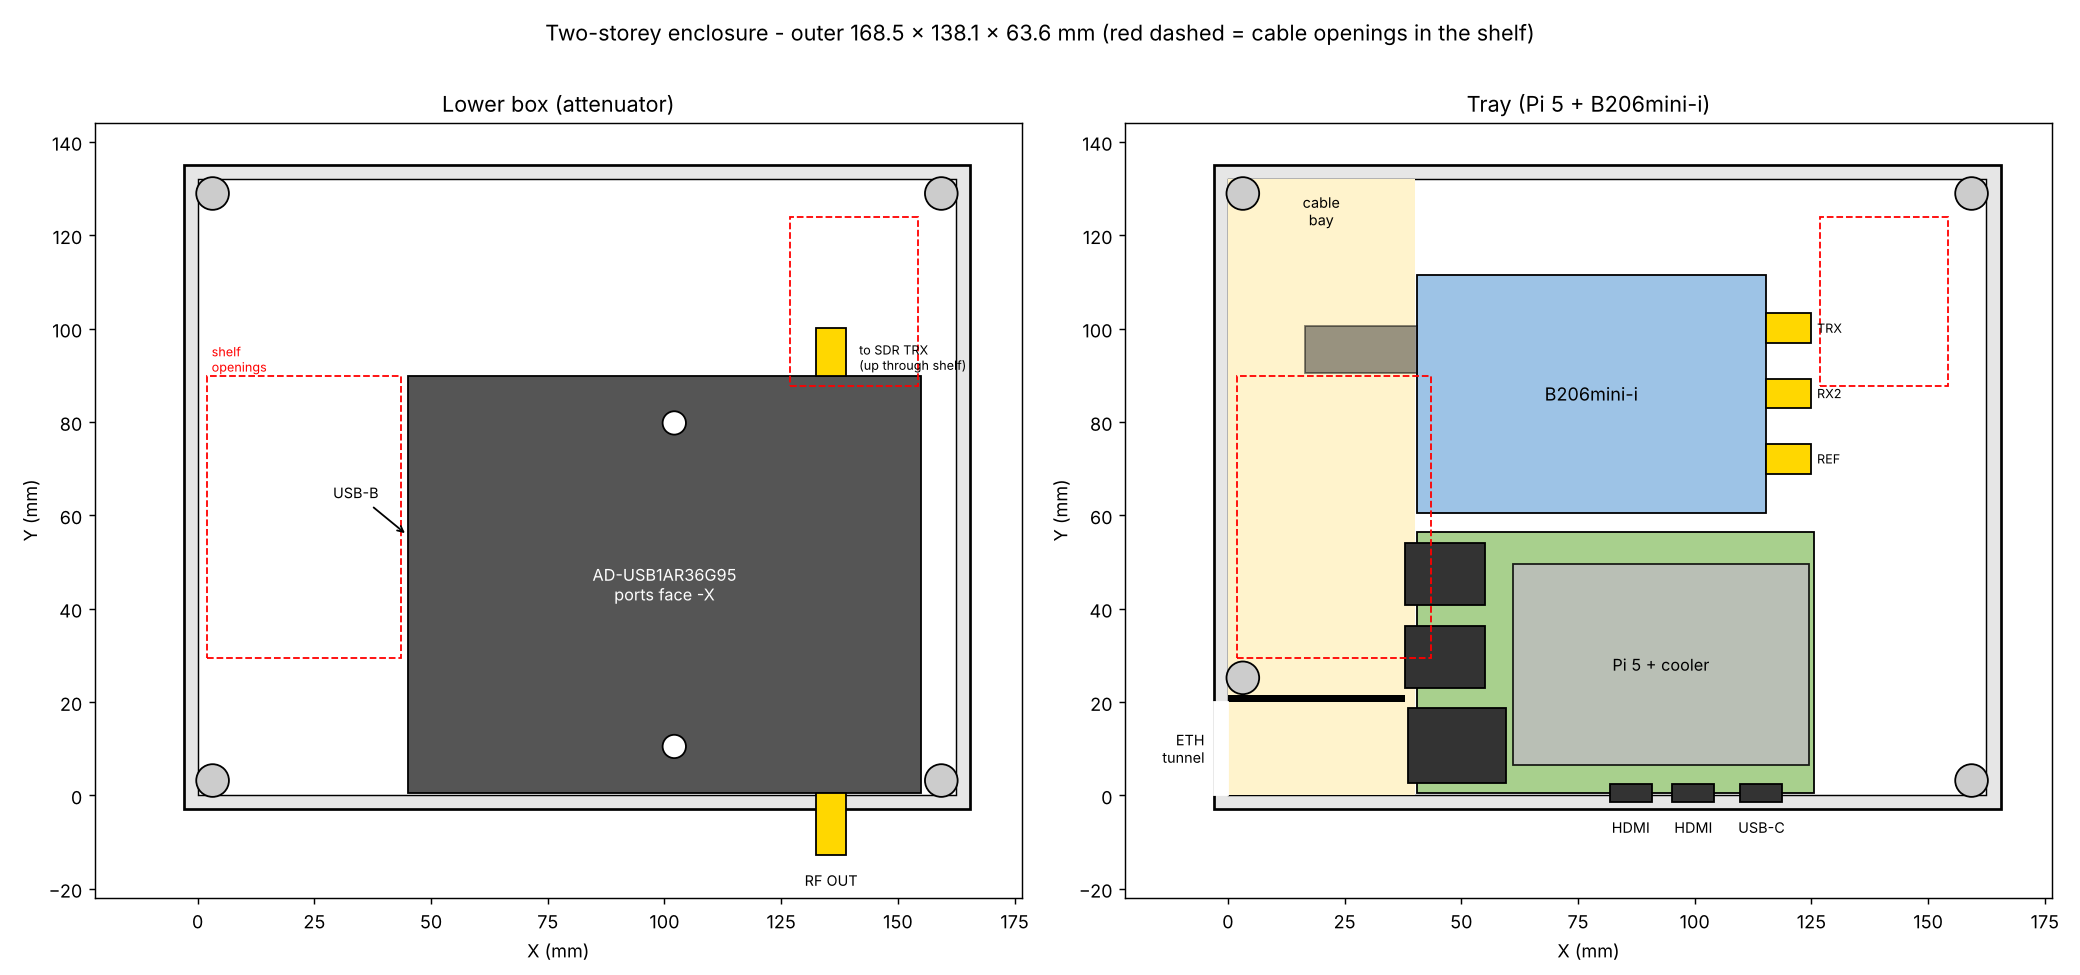 Two-storey enclosure - outer 168.5 × 138.1 × 63.6 mm (red dashed = cable openings in the shelf)
Lower box (attenuator)
140
120
100
80
60
40
20
0
−20
Y (mm)
shelf
openings
to SDR TRX
(up through shelf)
USB-B
AD-USB1AR36G95
ports face -X
RF OUT
0
25
50
75
100
125
150
175
X (mm)
Tray (Pi 5 + B206mini-i)
140
120
100
80
60
40
20
0
−20
Y (mm)
cable
bay
B206mini-i
TRX
RX2
REF
Pi 5 + cooler
ETH
tunnel
HDMI
HDMI
USB-C
0
25
50
75
100
125
150
175
X (mm)